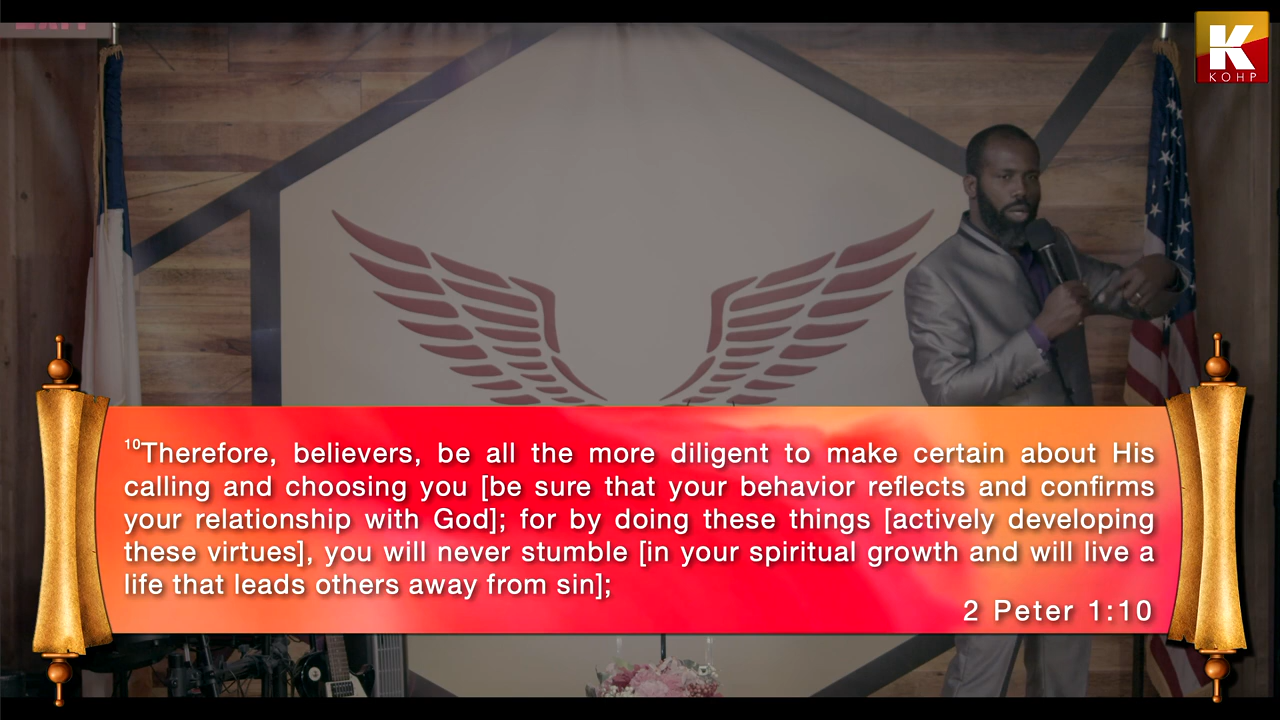 EXIT
K
KOHP
10Therefore, believers, be all the more diligent to make certain about His
calling and choosing you [be sure that your behavior reflects and confirms
your relationship with God]; for by doing these things [actively developing
these virtues], you will never stumble [in your spiritual growth and will live a
life that leads others away from sin];
2 Peter 1:10